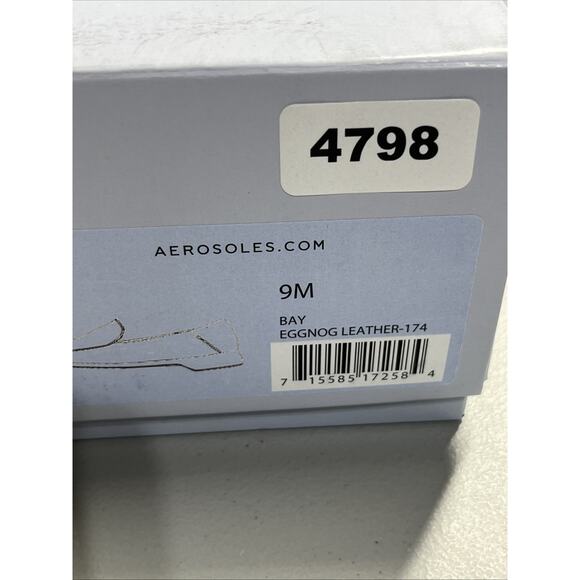 4798
AEROSOLES.COM
9M
BAY
EGGNOG LEATHER-174
7 15585 17258 4